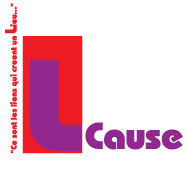 "Ce sont les liens qui créent un Lieu..."
L Cause